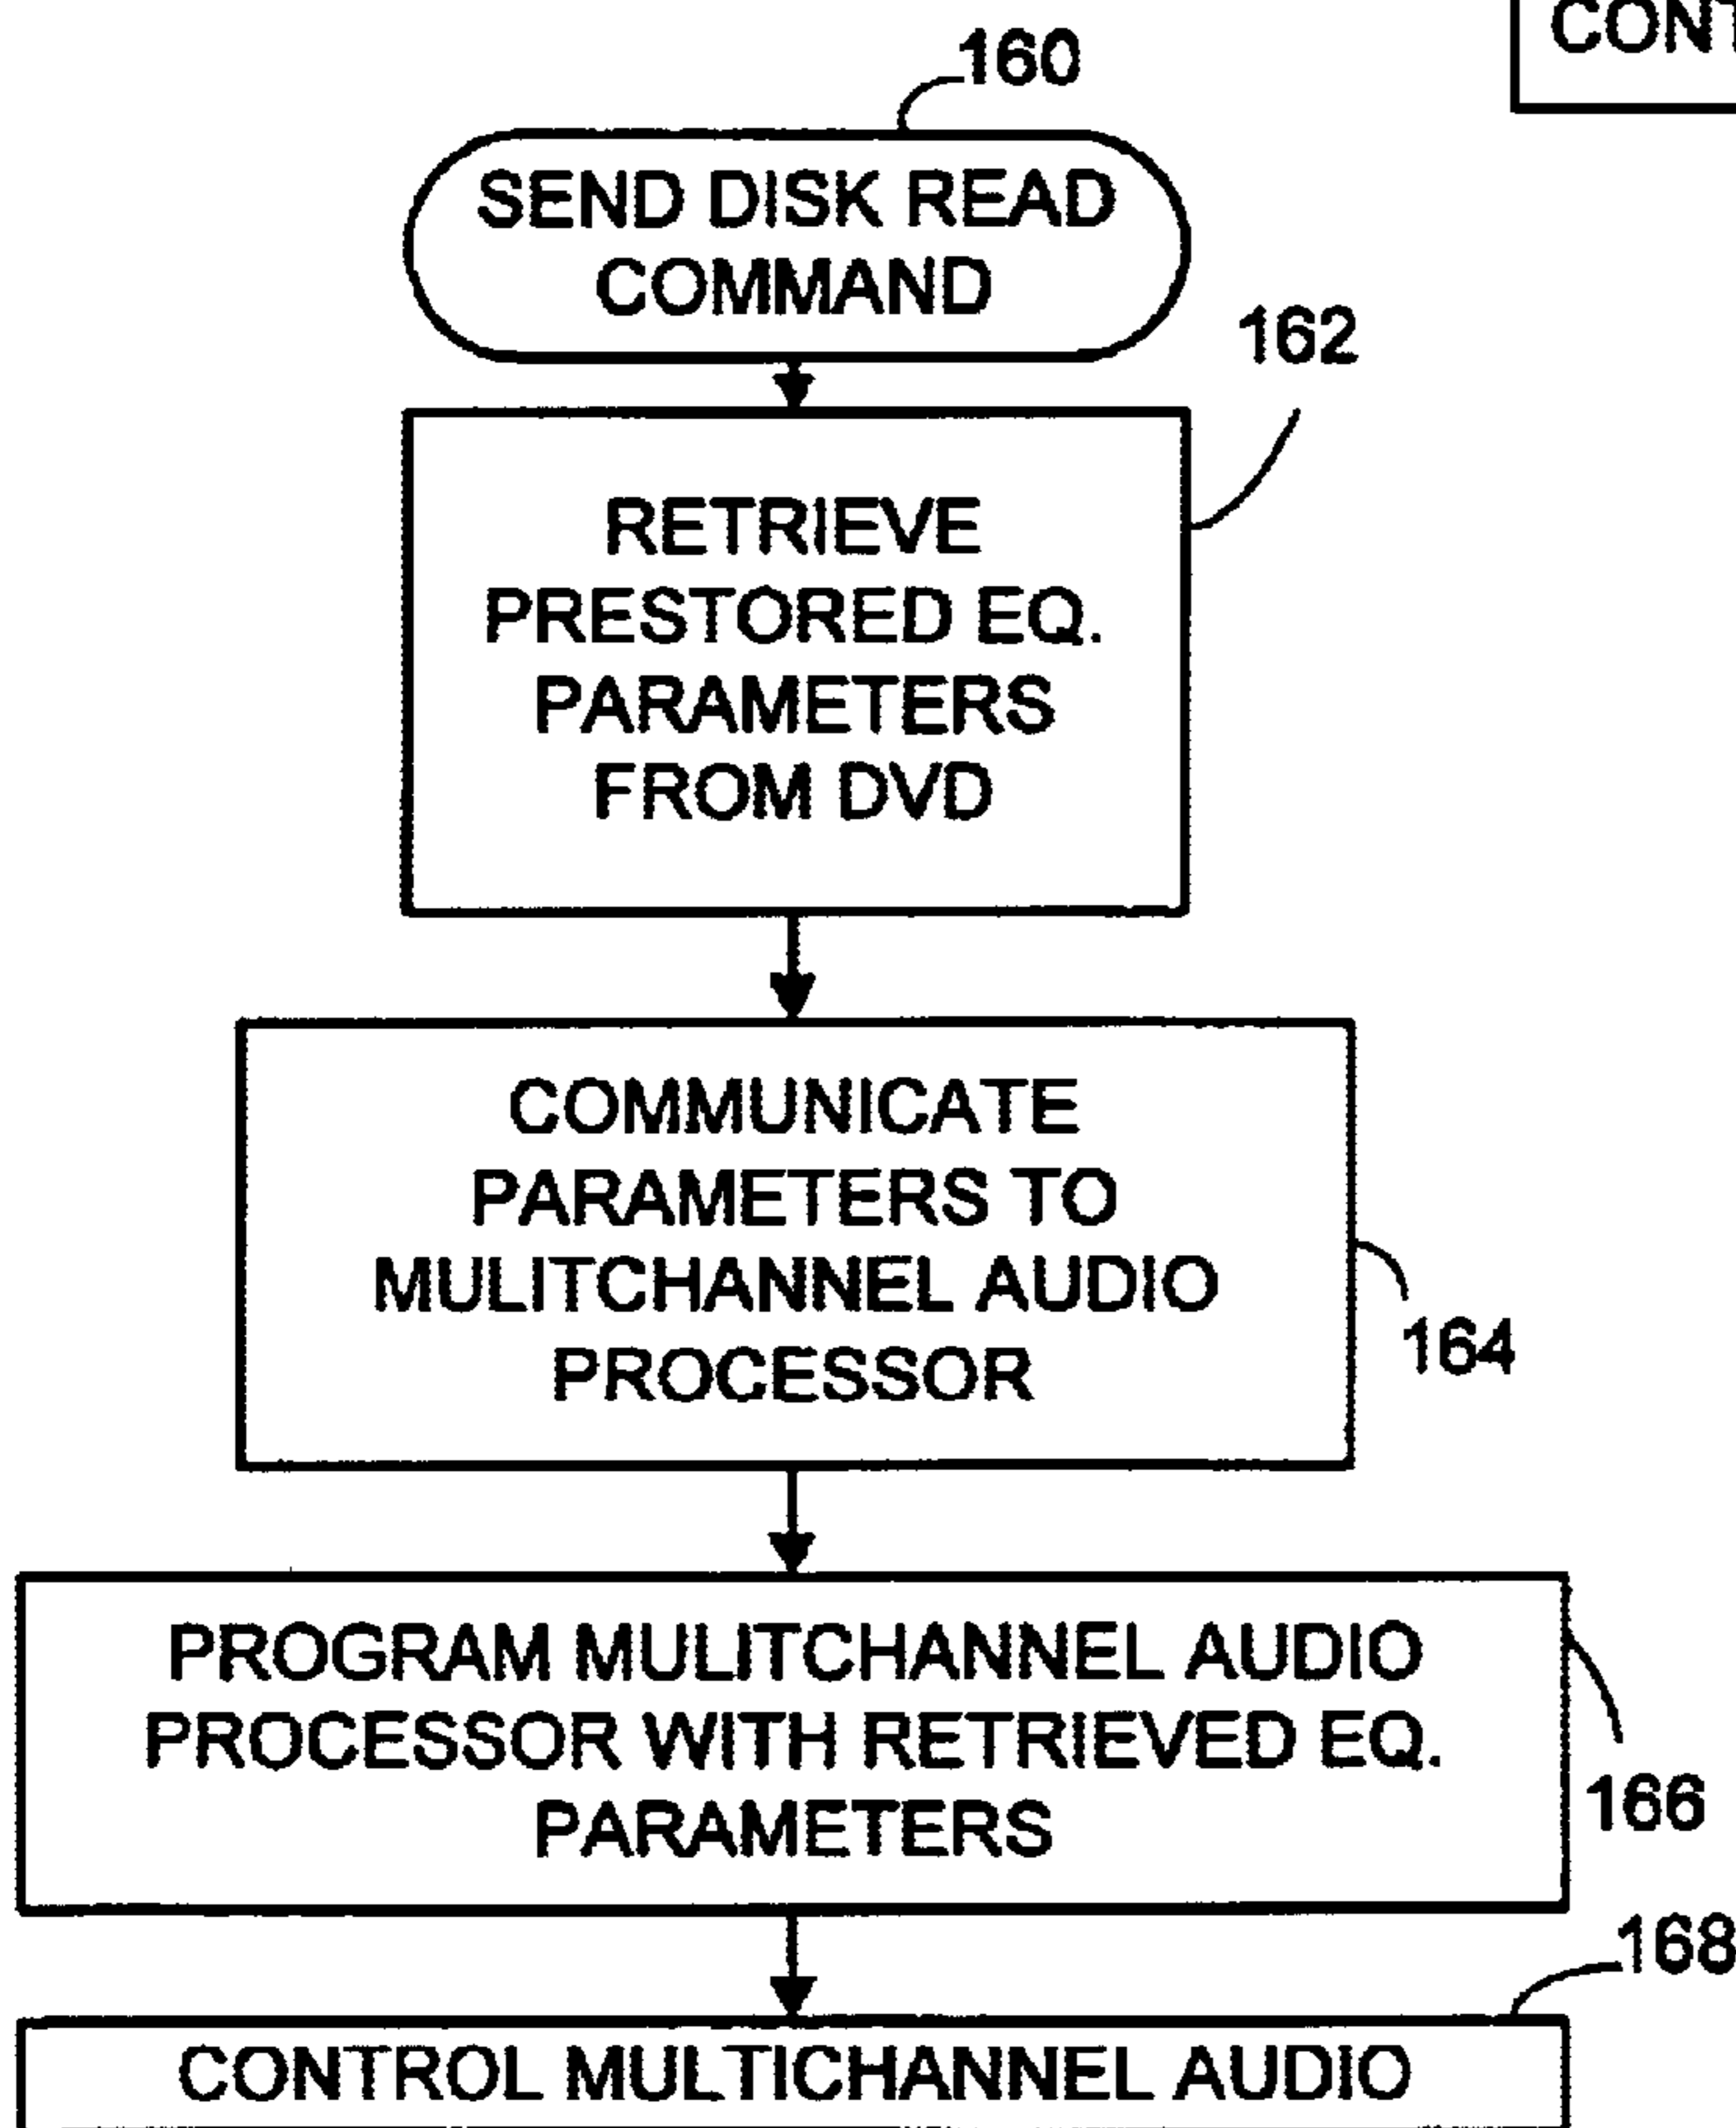 CONT
160
SEND DISK READ
COMMAND
162
RETRIEVE
PRESTORED EQ.
PARAMETERS
FROM DVD
COMMUNICATE
PARAMETERS TO
MULITCHANNEL AUDIO
PROCESSOR
164
PROGRAM MULITCHANNEL AUDIO
PROCESSOR WITH RETRIEVED EQ.
PARAMETERS
166
168
CONTROL MULTICHANNEL AUDIO